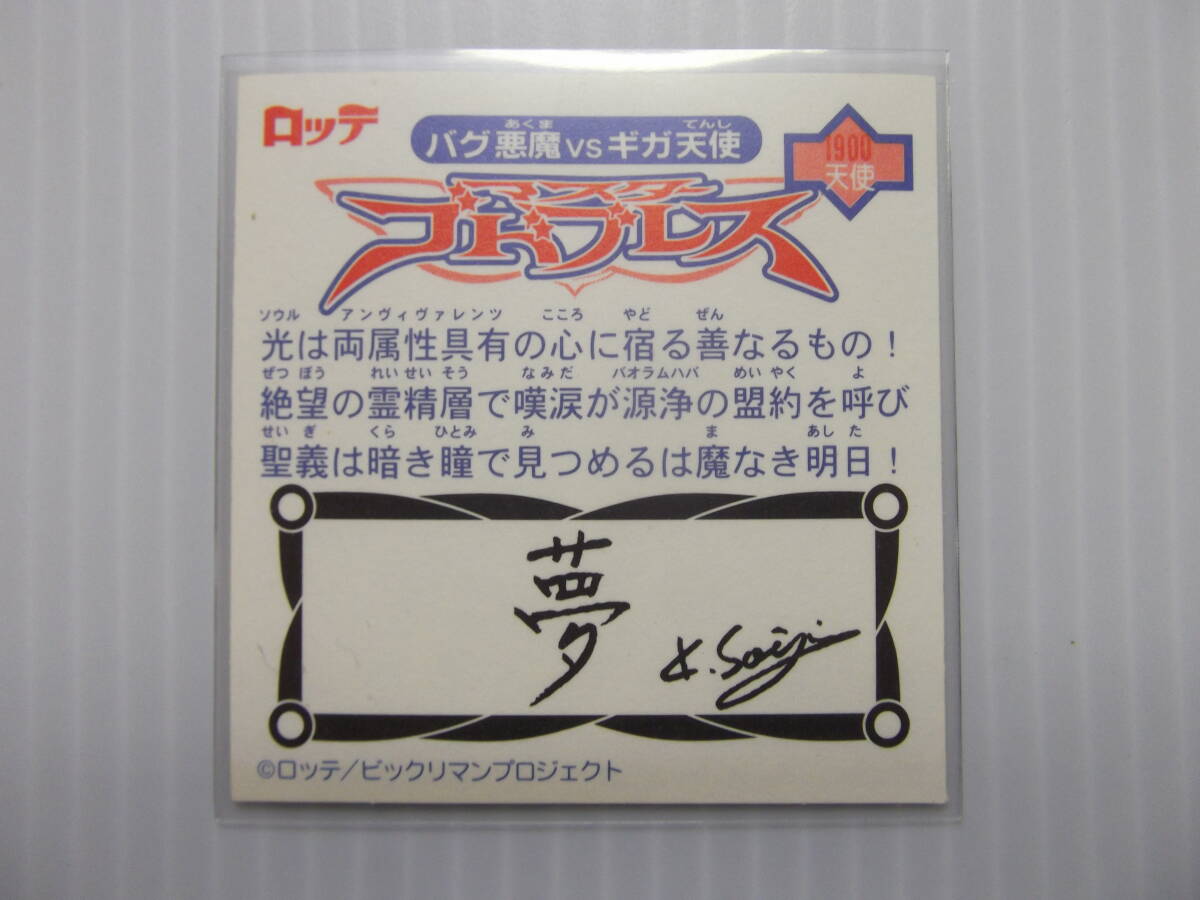 ロッテ
あくま てんし
バグ悪魔vsギガ天使
1900
天使
マスター
ゴッドブレス
ソウル アンヴィヴァレンツ こころ やど ぜん
光は両属性具有の心に宿る善なるもの！
ぜつ ぼう れい せい そう なみだ バオラムハバ めい やく よ
絶望の霊精層で嘆涙が源浄の盟約を呼び
せい ぎ くら ひとみ み ま あし た
聖義は暗き瞳で見つめるは魔なき明日！
夢
K. Saiji
©ロッテ/ビックリマンプロジェクト